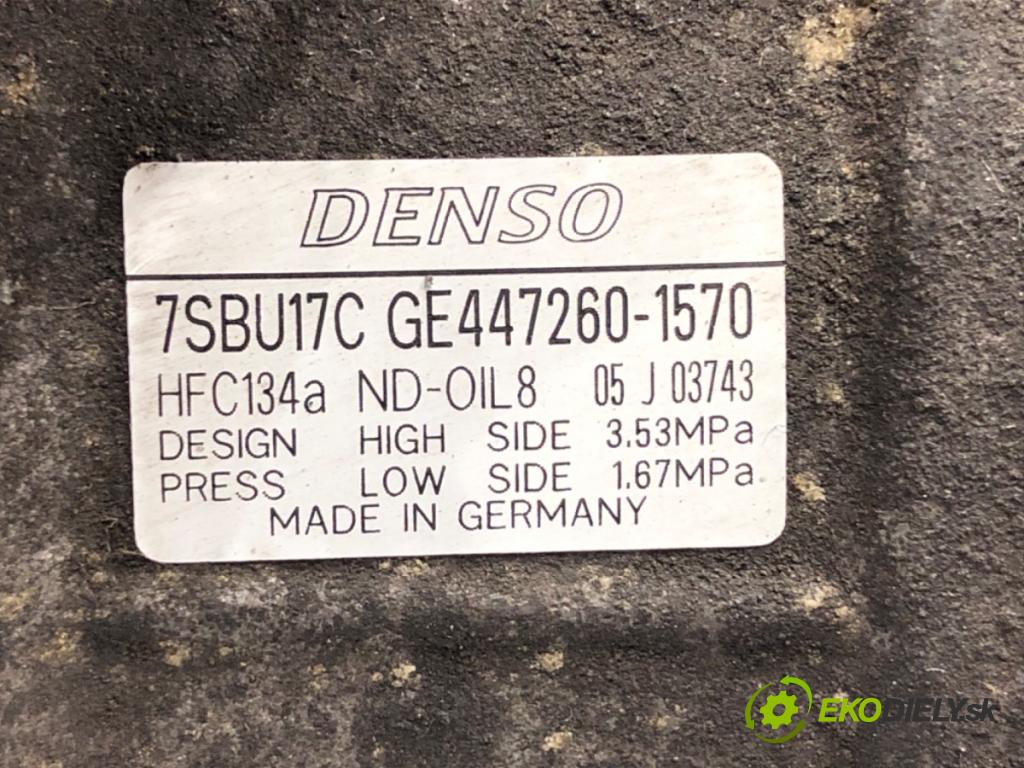 DENSO
7SBU17C GE447260-1570
HFC134a ND-OIL8 05 J 03743
DESIGN HIGH SIDE 3.53MPa
PRESS LOW SIDE 1.67MPa
MADE IN GERMANY
EKODIELY.sk